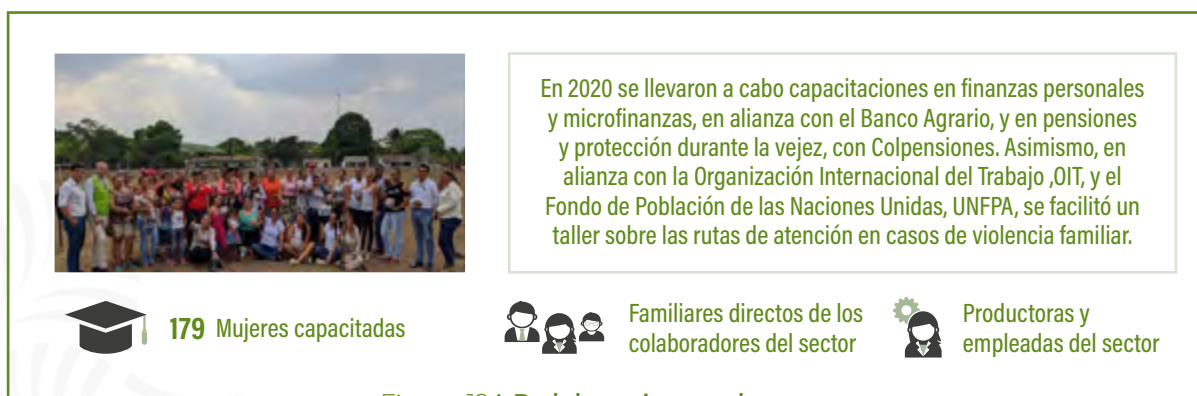 En 2020 se llevaron a cabo capacitaciones en finanzas personales
y microfinanzas, en alianza con el Banco Agrario, y en pensiones
y protección durante la vejez, con Colpensiones. Asimismo, en
alianza con la Organización Internacional del Trabajo ,OIT, y el
Fondo de Población de las Naciones Unidas, UNFPA, se facilitó un
taller sobre las rutas de atención en casos de violencia familiar.
179 Mujeres capacitadas
Familiares directos de los
colaboradores del sector
Productoras y
empleadas del sector